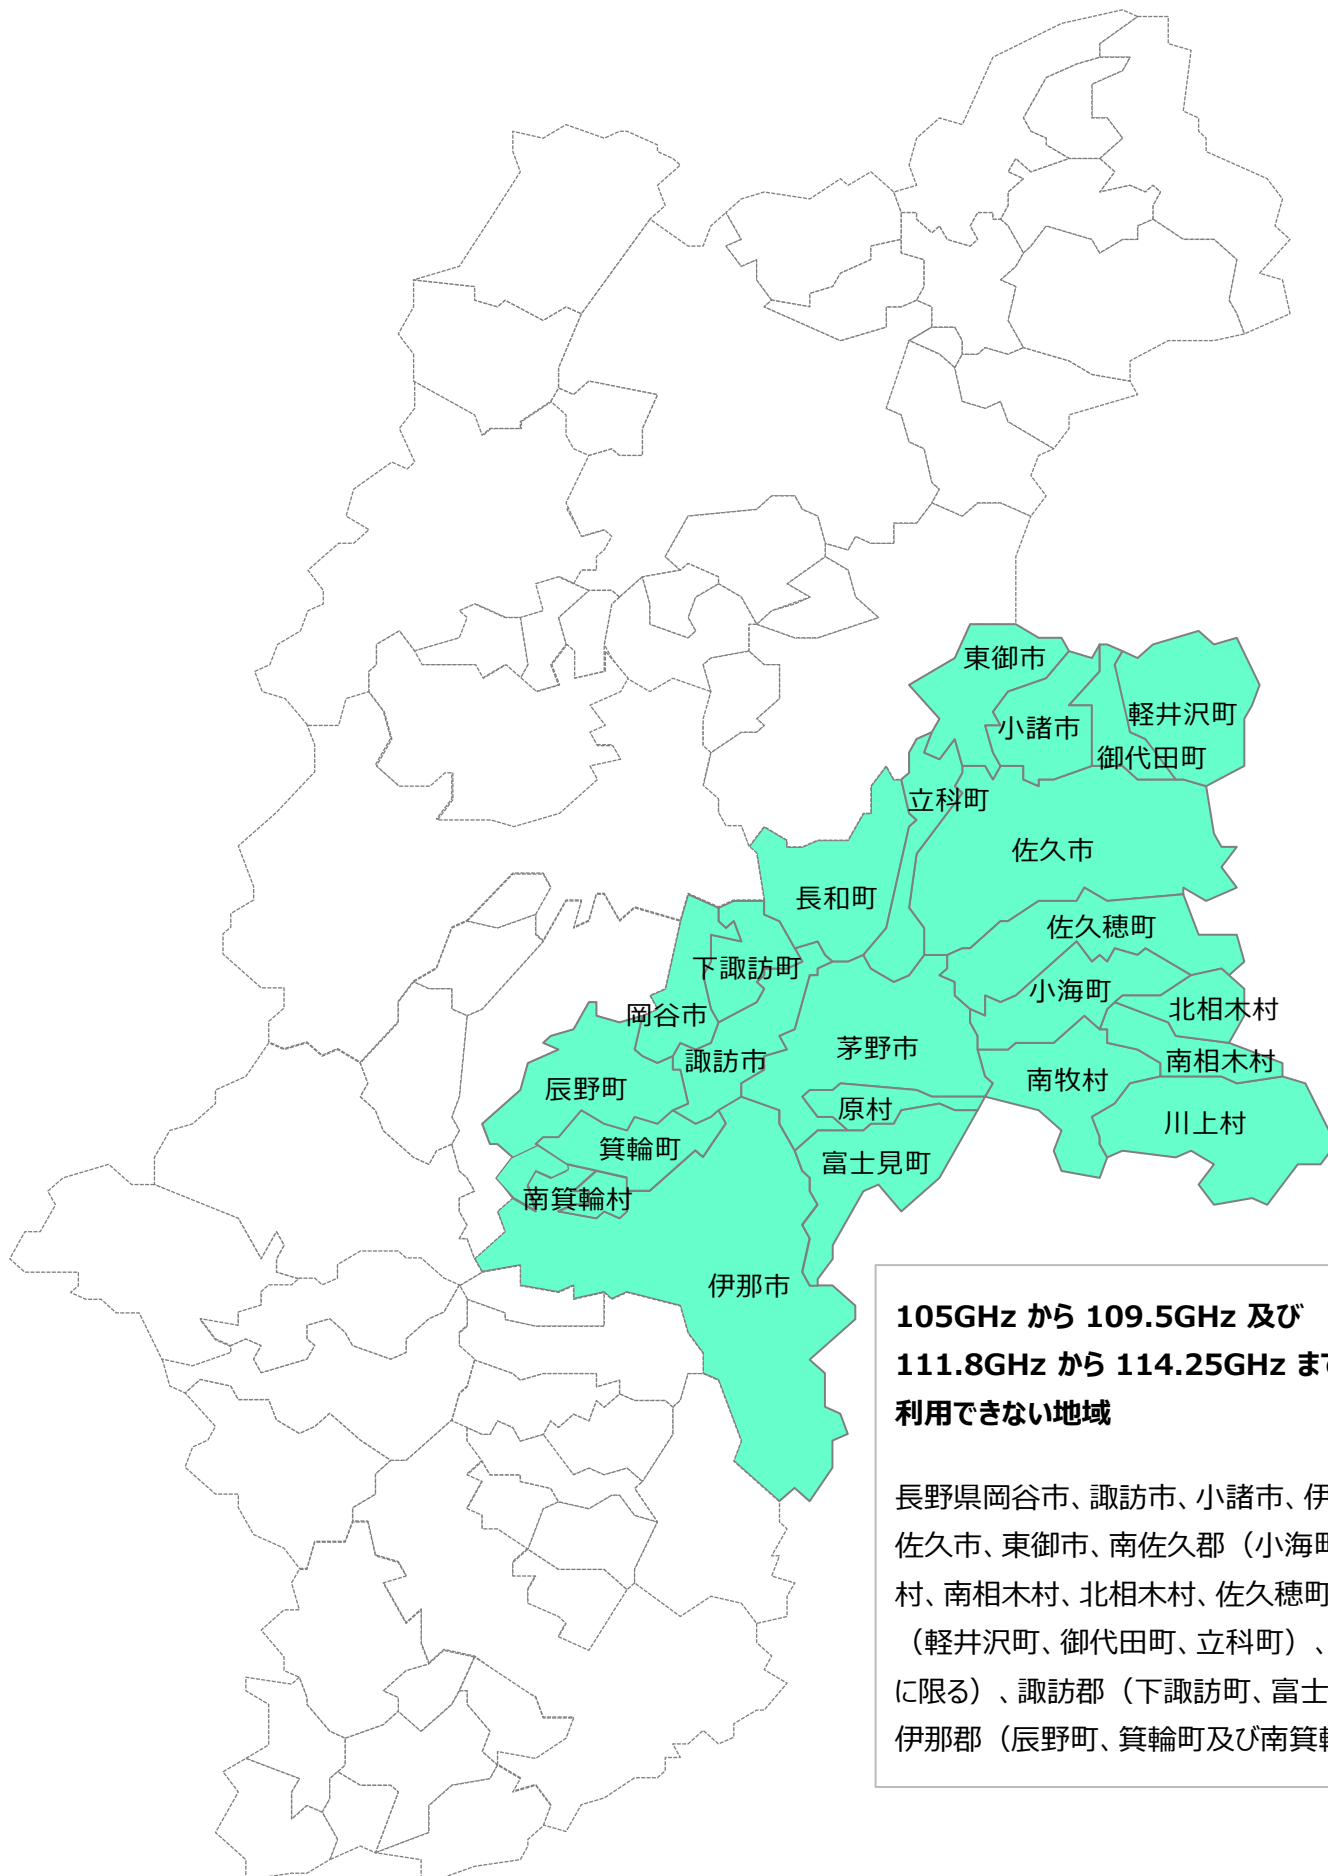 東御市
軽井沢町
小諸市
御代田町
立科町
佐久市
長和町
佐久穂町
下諏訪町
小海町
北相木村
岡谷市
茅野市
諏訪市
南相木村
南牧村
辰野町
原村
川上村
箕輪町
富士見町
南箕輪村
伊那市
105GHz から 109.5GHz 及び
111.8GHz から 114.25GHz まで
利用できない地域
長野県岡谷市、諏訪市、小諸市、伊
佐久市、東御市、南佐久郡（小海町
村、南相木村、北相木村、佐久穂町
（軽井沢町、御代田町、立科町）、
に限る）、諏訪郡（下諏訪町、富士
伊那郡（辰野町、箕輪町及び南箕輪